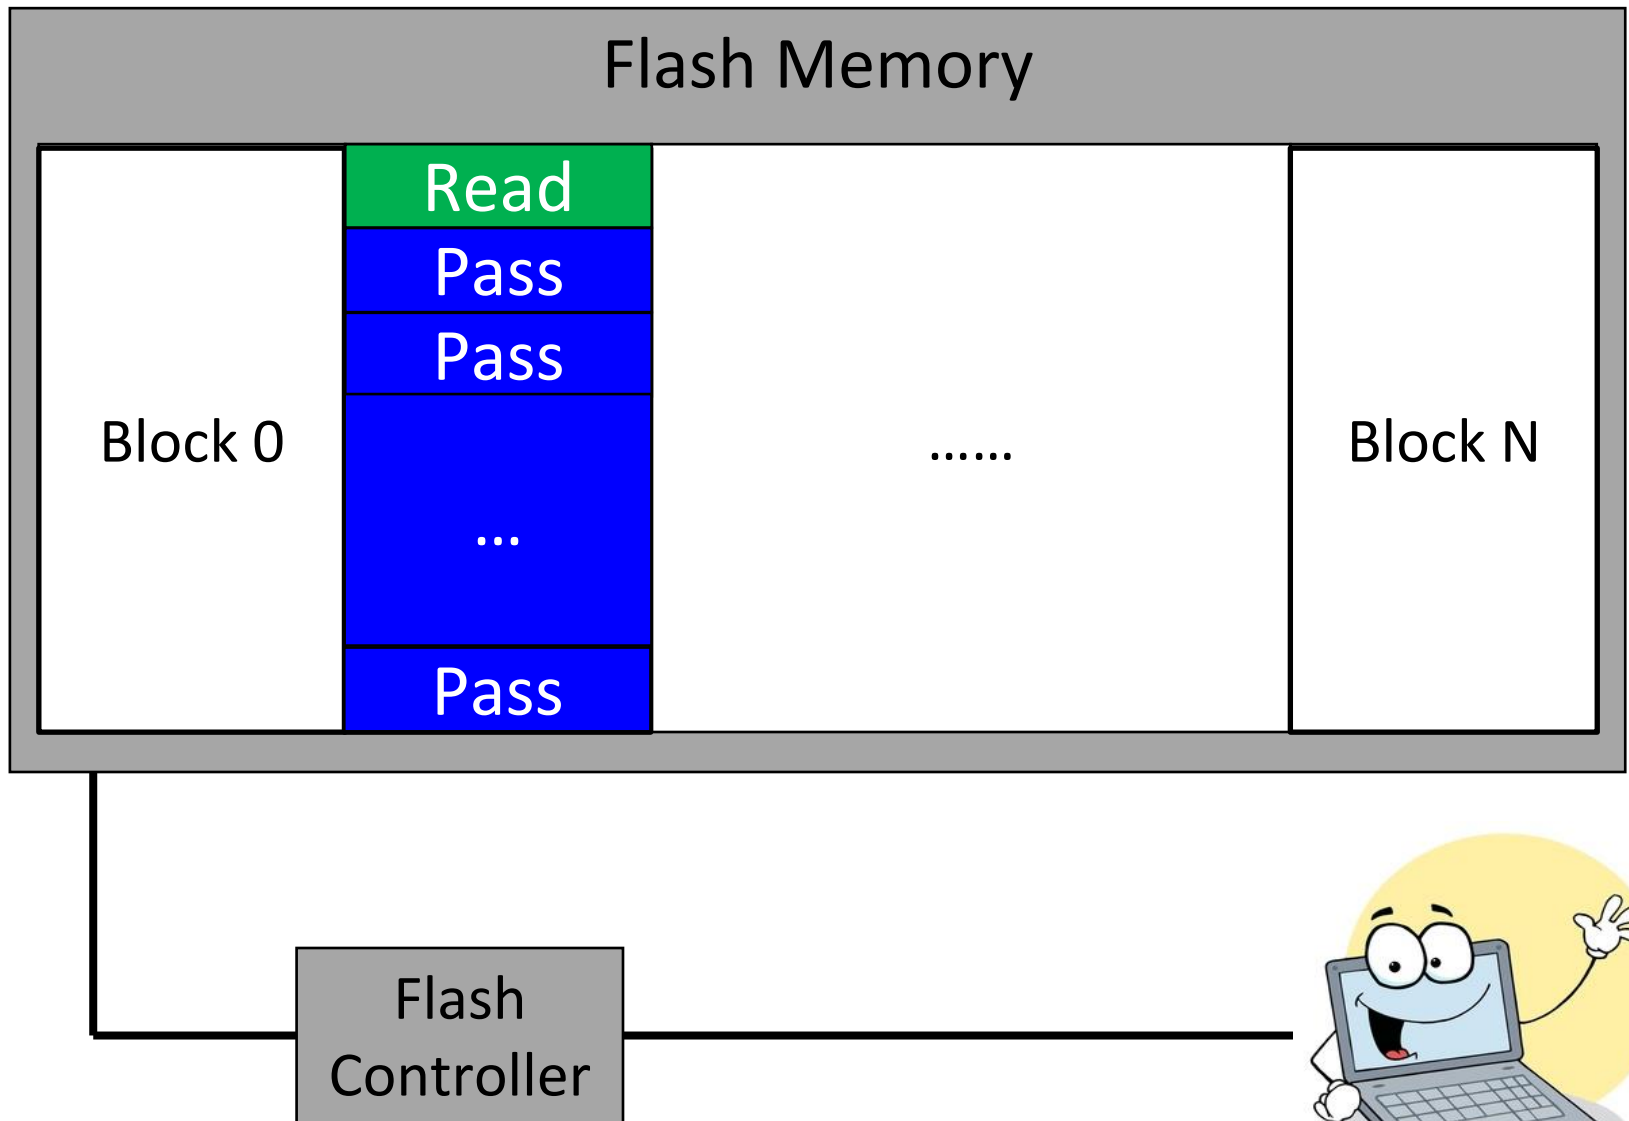 Flash Memory
Read
Pass
Pass
Block 0
……
Block N
…
Pass
Flash
Controller